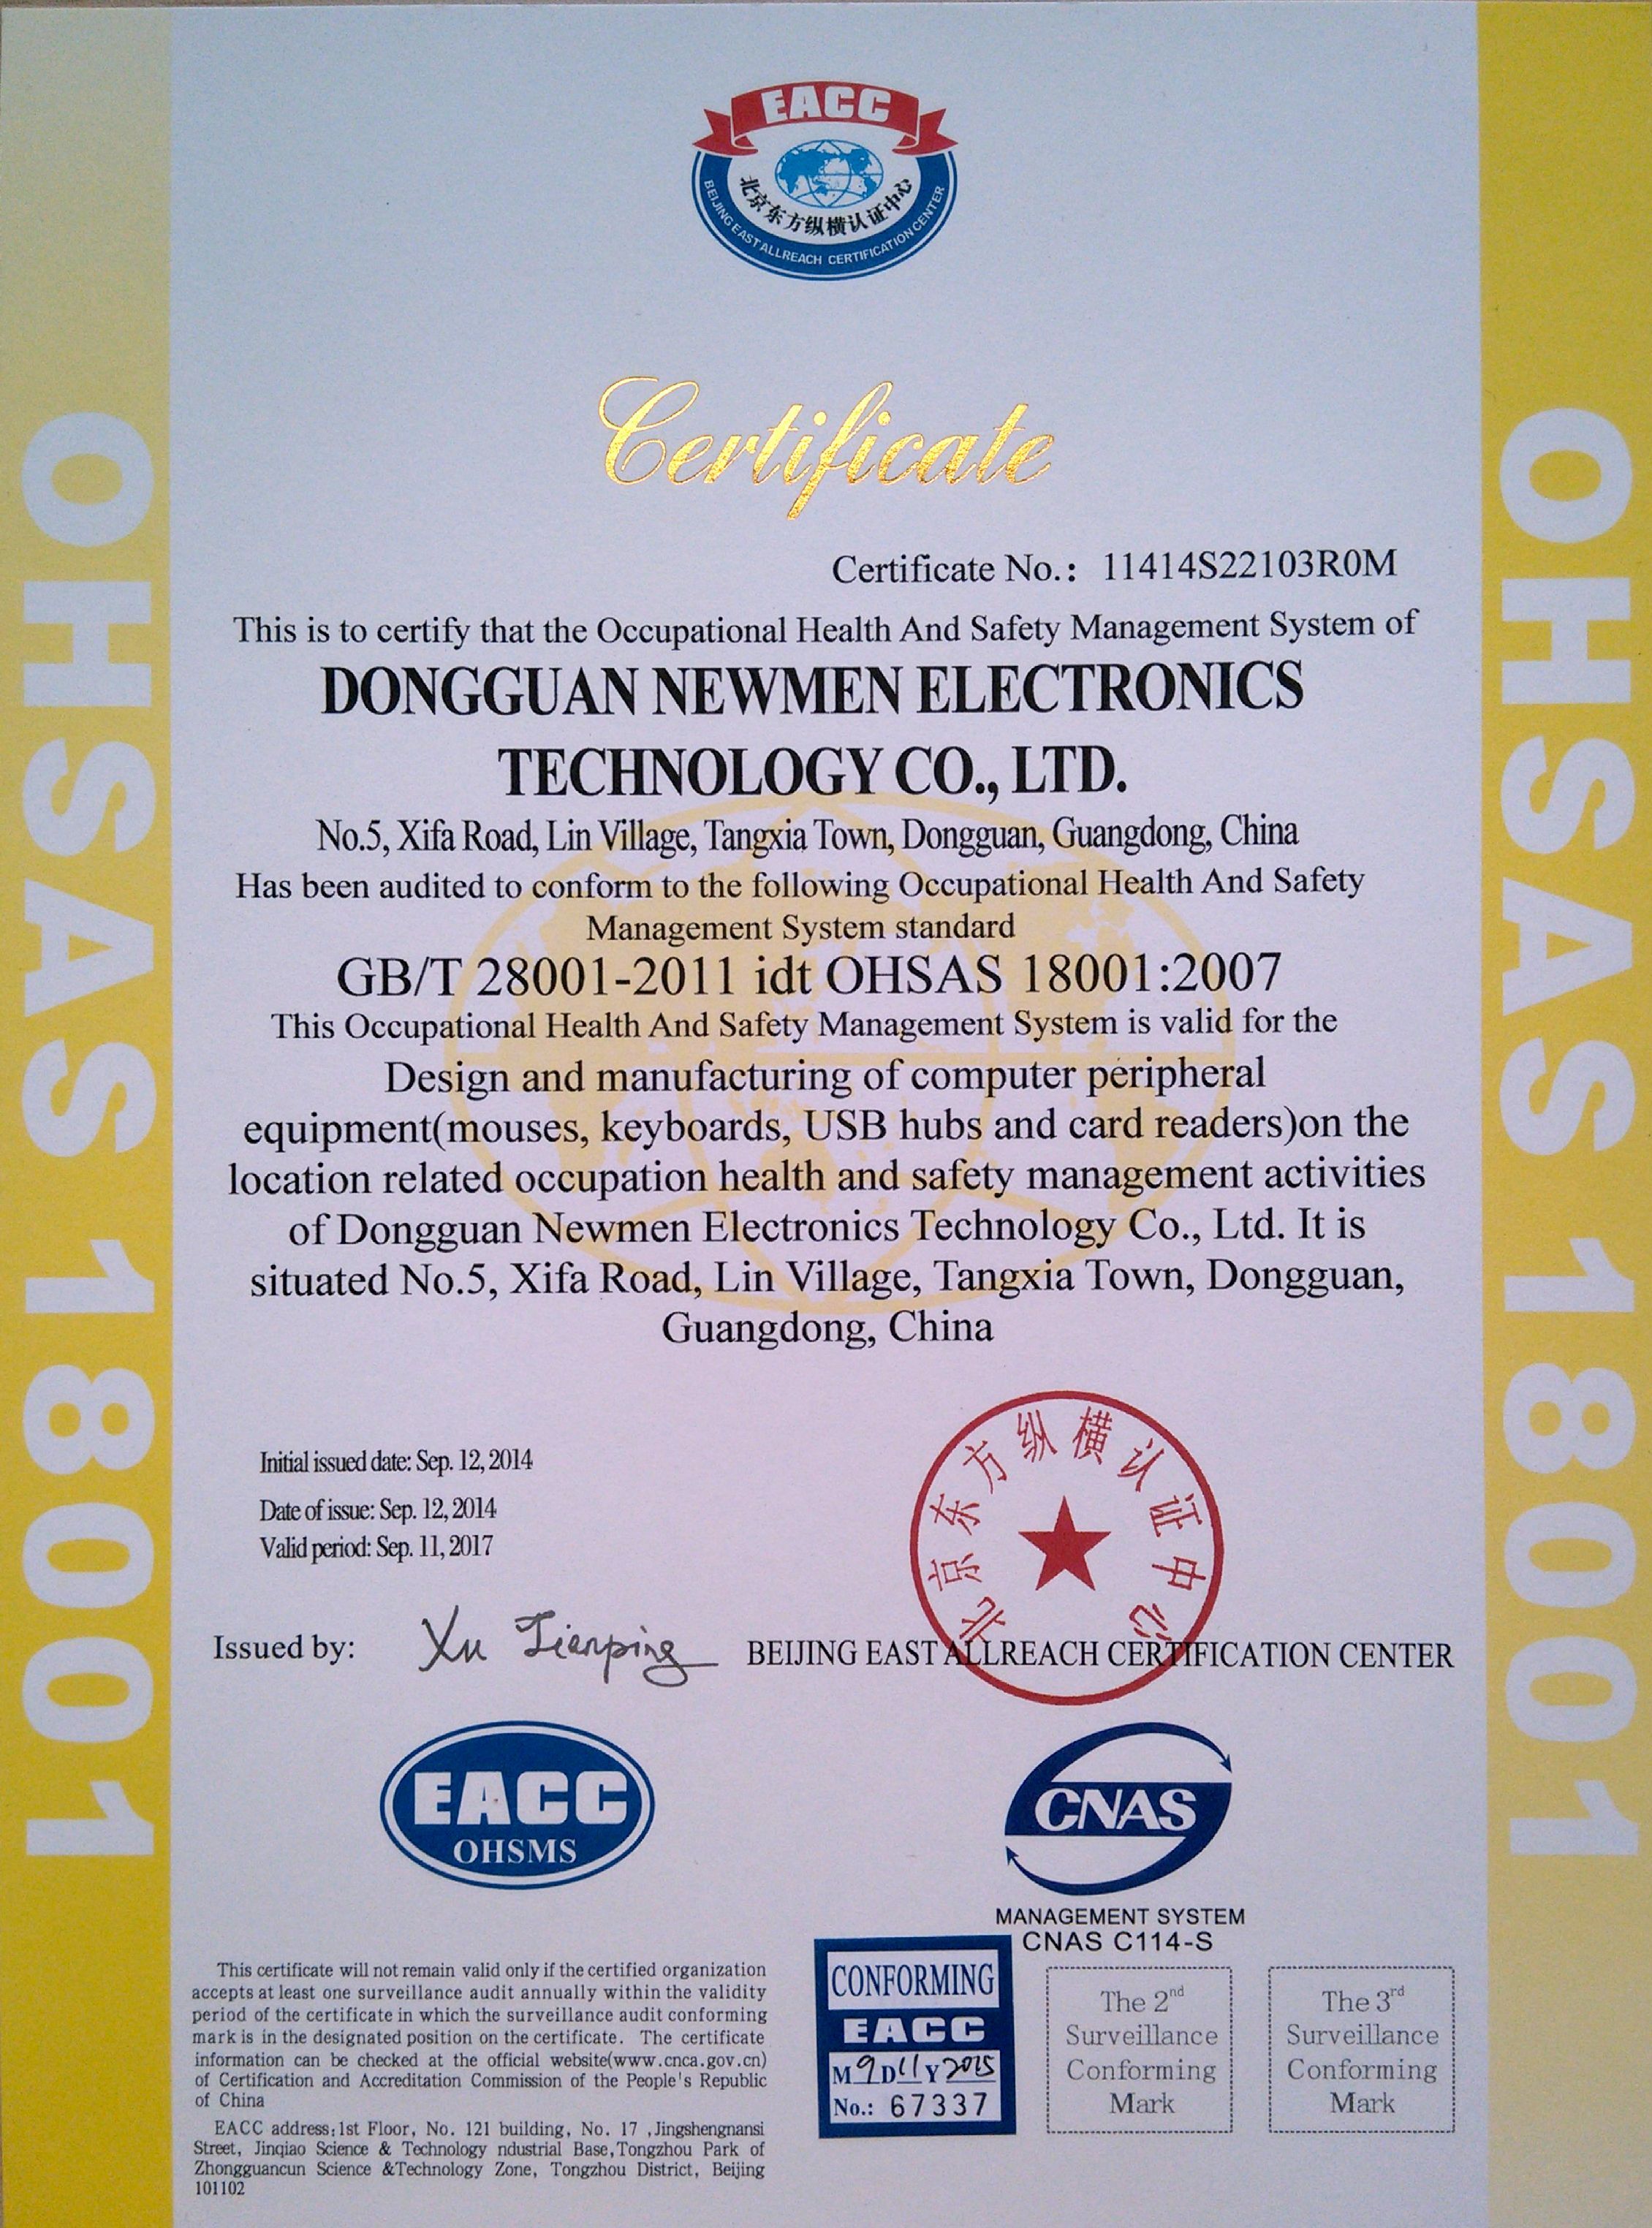 EACC
北京东方纵横认证中心
BEIJING EAST ALLREACH CERTIFICATION CENTER
OHSAS 18001
OHSAS 18001
Certificate
Certificate No.: 11414S22103R0M
This is to certify that the Occupational Health And Safety Management System of
DONGGUAN NEWMEN ELECTRONICS
TECHNOLOGY CO., LTD.
No.5, Xifa Road, Lin Village, Tangxia Town, Dongguan, Guangdong, China
Has been audited to conform to the following Occupational Health And Safety
Management System standard
GB/T 28001-2011 idt OHSAS 18001:2007
This Occupational Health And Safety Management System is valid for the
Design and manufacturing of computer peripheral
equipment(mouses, keyboards, USB hubs and card readers)on the
location related occupation health and safety management activities
of Dongguan Newmen Electronics Technology Co., Ltd. It is
situated No.5, Xifa Road, Lin Village, Tangxia Town, Dongguan,
Guangdong, China
Initial issued date: Sep. 12, 2014
Date of issue: Sep. 12, 2014
Valid period: Sep. 11, 2017
北京东方纵横认证中心
Issued by: Xu Tianping BEIJING EAST ALLREACH CERTIFICATION CENTER
EACC
OHSMS
CNAS
MANAGEMENT SYSTEM
CNAS C114-S
This certificate will not remain valid only if the certified organization
accepts at least one surveillance audit annually within the validity
period of the certificate in which the surveillance audit conforming
mark is in the designated position on the certificate. The certificate
information can be checked at the official website(www.cnca.gov.cn)
of Certification and Accreditation Commission of the People's Republic
of China
EACC address:1st Floor, No. 121 building, No. 17 ,Jingshengnansi
Street, Jinqiao Science & Technology ndustrial Base,Tongzhou Park of
Zhongguancun Science &Technology Zone, Tongzhou District, Beijing
101102
CONFORMING
EACC
M 9 D 11 Y 2015
No.: 67337
The 2nd
Surveillance
Conforming
Mark
The 3rd
Surveillance
Conforming
Mark